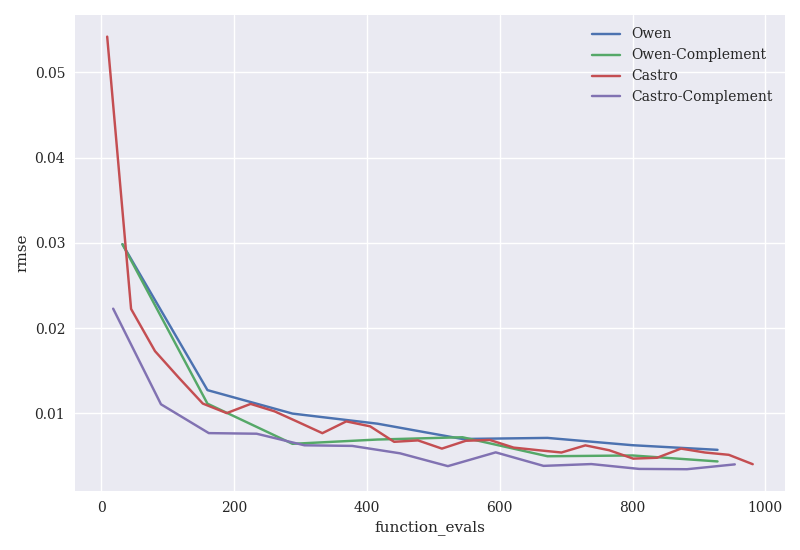 Owen
Owen-Complement
Castro
Castro-Complement
0.05
0.04
0.03
0.02
0.01
rmse
0 200 400 600 800 1000
function_evals